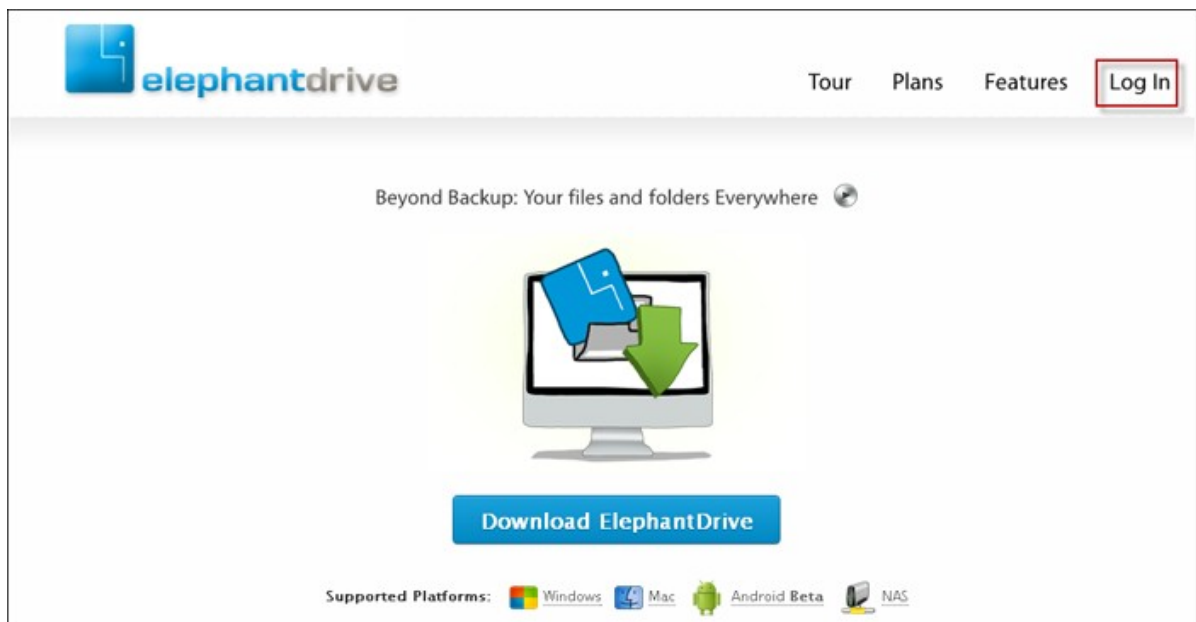 elephantdrive
Tour Plans Features Log In
Beyond Backup: Your files and folders Everywhere
Download ElephantDrive
Supported Platforms: Windows Mac Android Beta NAS